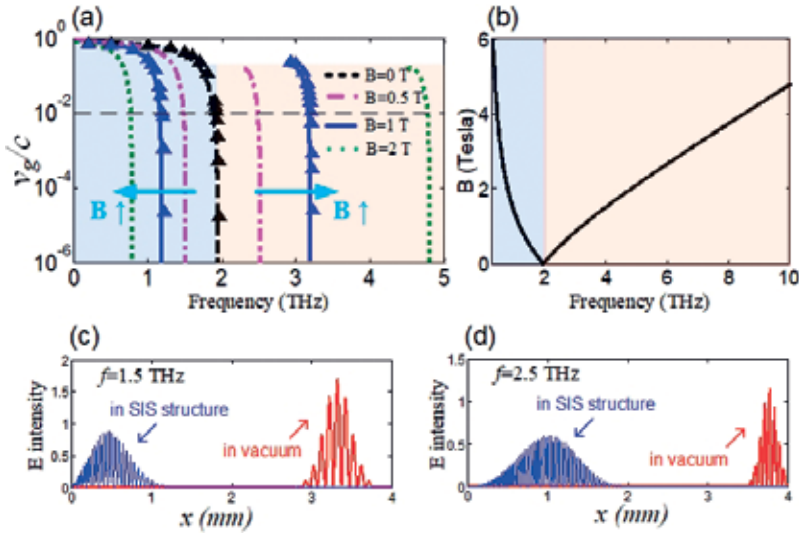 (a)
10⁰
10⁻²
10⁻⁴
10⁻⁶
v_g/c
B=0 T
B=0.5 T
B=1 T
B=2 T
B ↑
B ↑
0 1 2 3 4 5
Frequency (THz)
(b)
6
4
2
0
B (Tesla)
0 2 4 6 8 10
Frequency (THz)
(c)
2
1.5
1
0.5
0
E intensity
f=1.5 THz
in SIS structure
in vacuum
0 1 2 3 4
x (mm)
(d)
1.5
1
0.5
0
E intensity
f=2.5 THz
in SIS structure
in vacuum
0 1 2 3 4
x (mm)